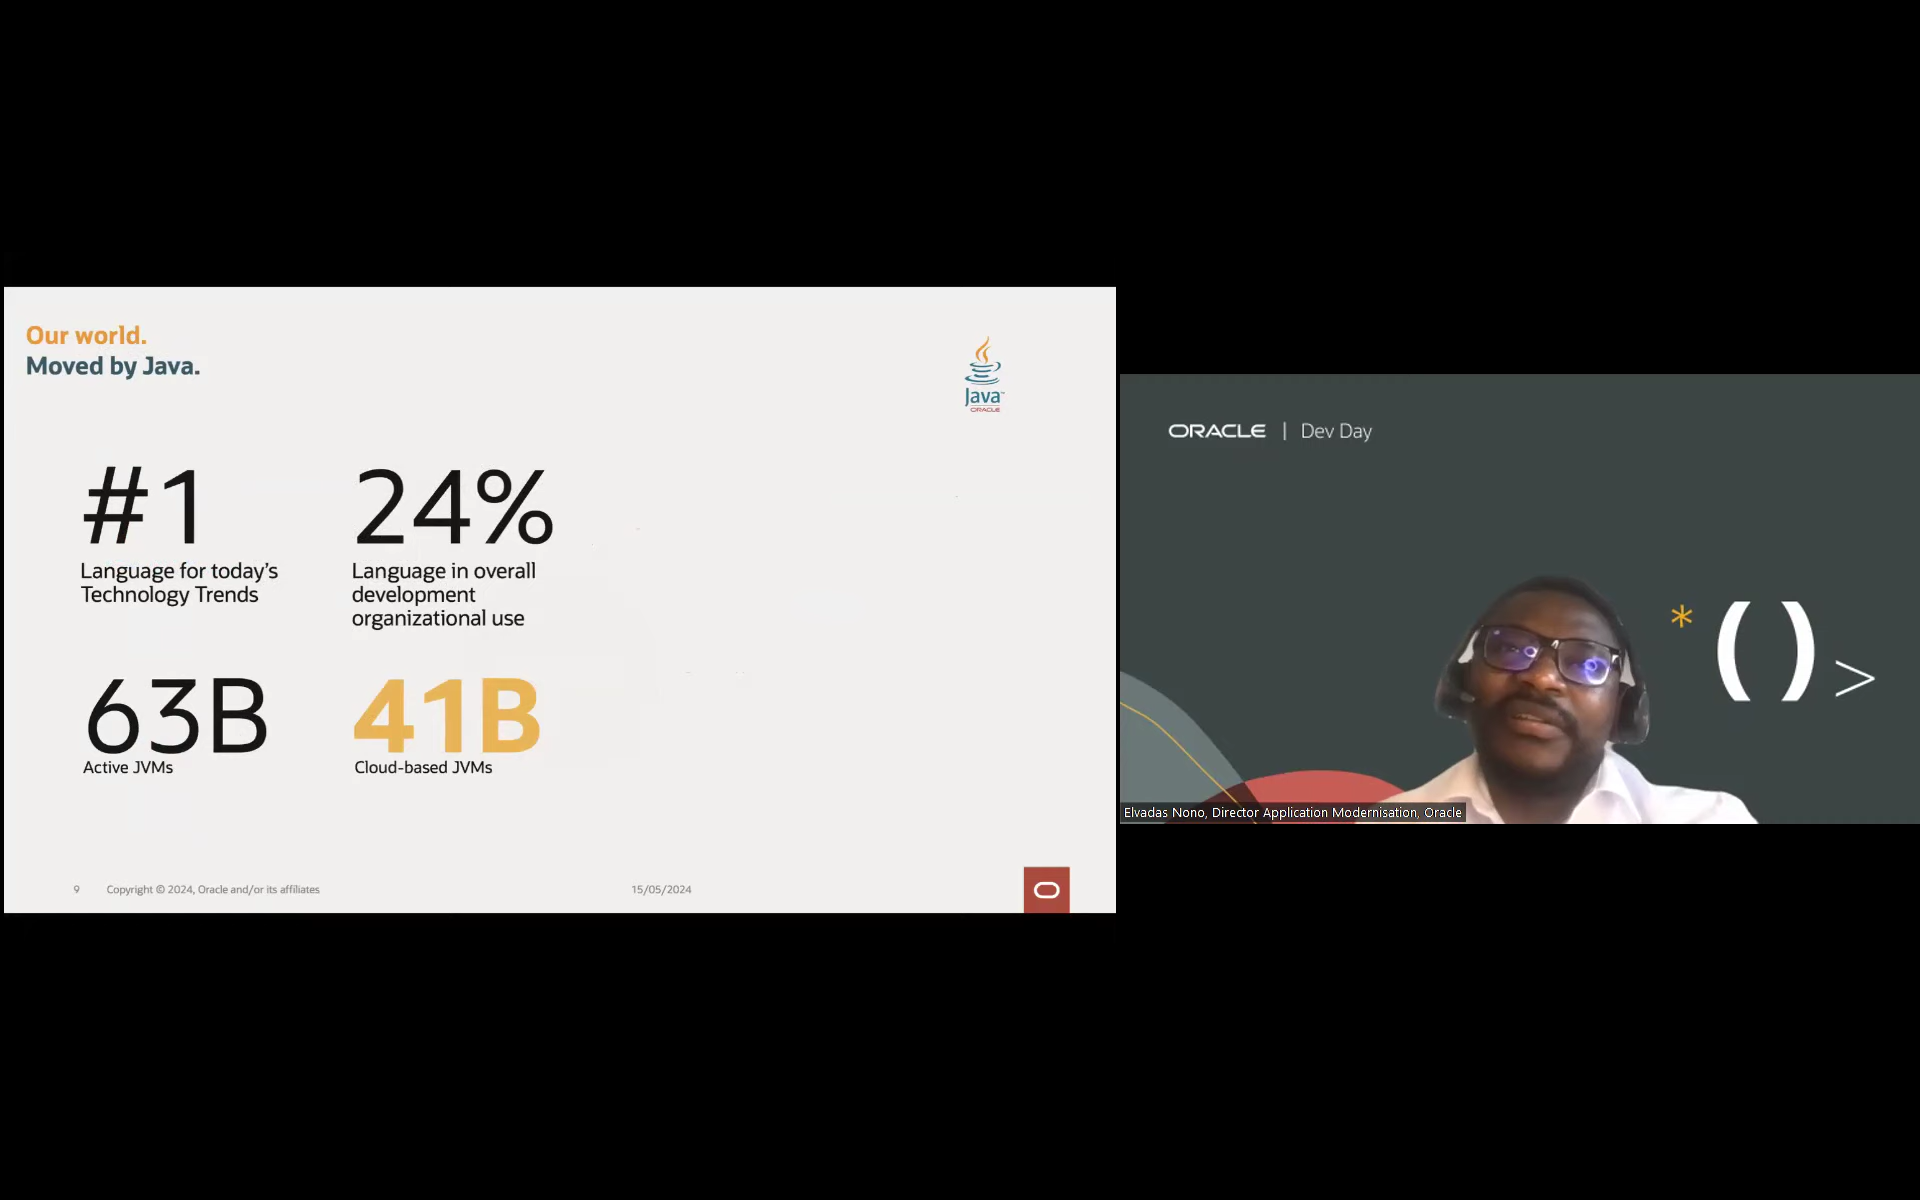 Our world.
Moved by Java.
Java™
ORACLE
#1
Language for today's
Technology Trends
24%
Language in overall
development
organizational use
63B
Active JVMs
41B
Cloud-based JVMs
9 Copyright © 2024, Oracle and/or its affiliates 15/05/2024
ORACLE | Dev Day
* ( ) >
Elvadas Nono, Director Application Modernisation, Oracle